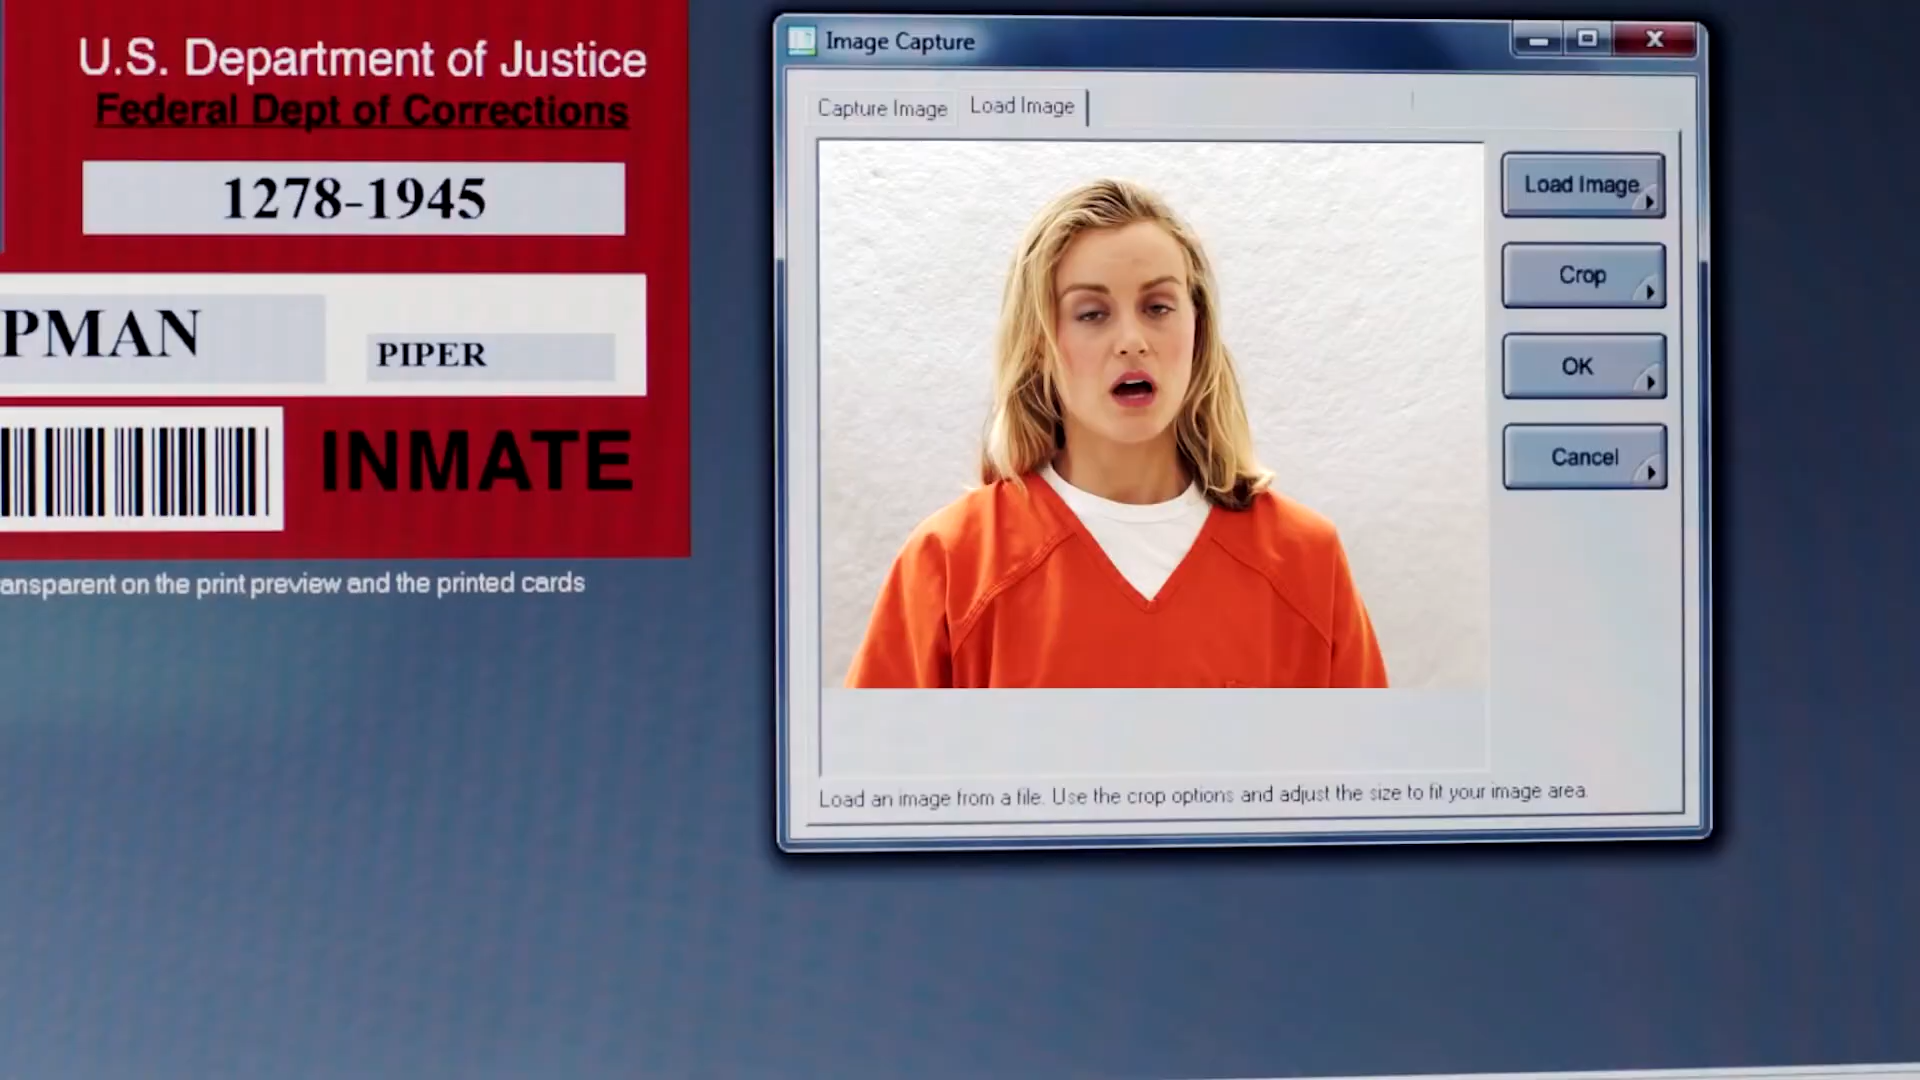 U.S. Department of Justice
Federal Dept of Corrections
1278-1945
PMAN
PIPER
INMATE
ansparent on the print preview and the printed cards
Image Capture
Capture Image
Load Image
Load Image
Crop
OK
Cancel
Load an image from a file. Use the crop options and adjust the size to fit your image area.